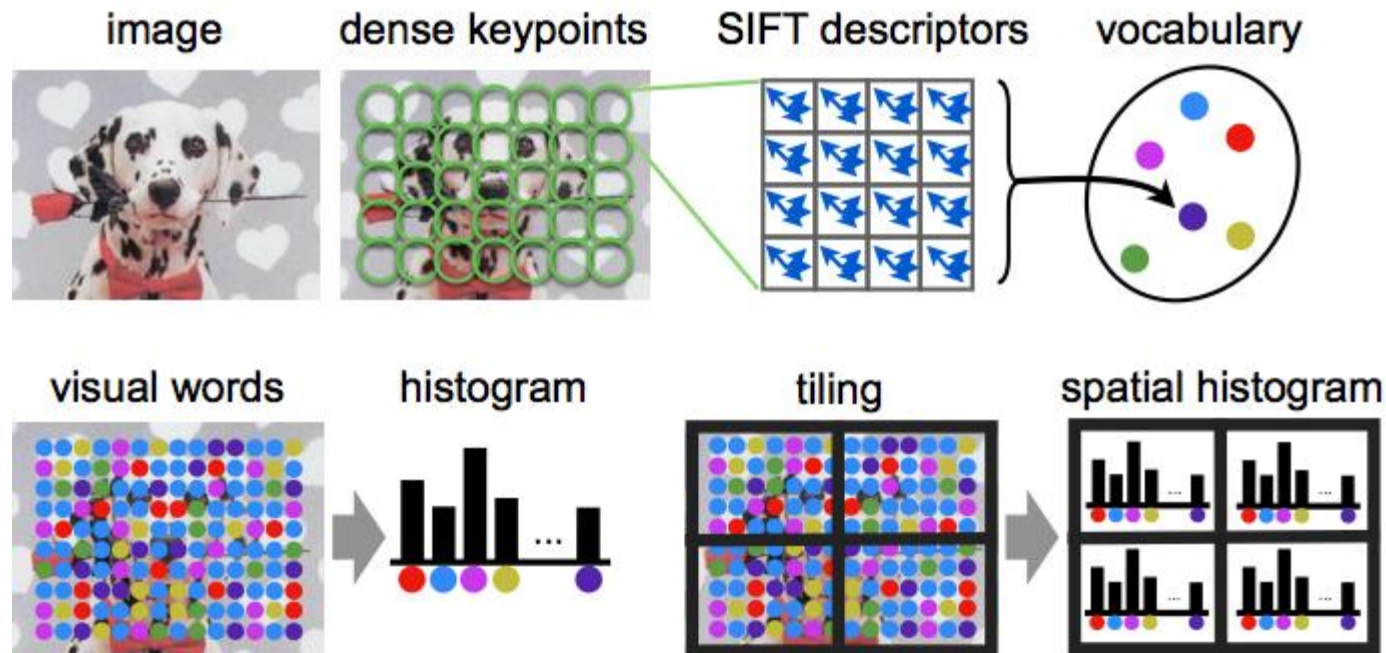 image
dense keypoints
SIFT descriptors
vocabulary
visual words
histogram
tiling
spatial histogram
...
...
...
...
...